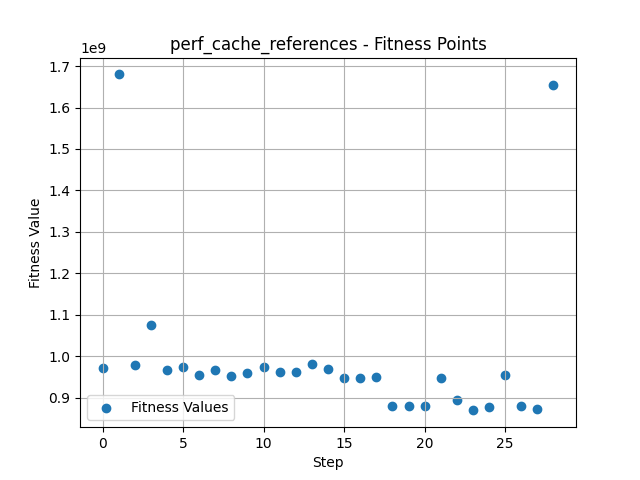 perf_cache_references - Fitness Points
1e9
1.7
1.6
1.5
1.4
1.3
1.2
1.1
1.0
0.9
Fitness Value
Fitness Values
0 5 10 15 20 25
Step